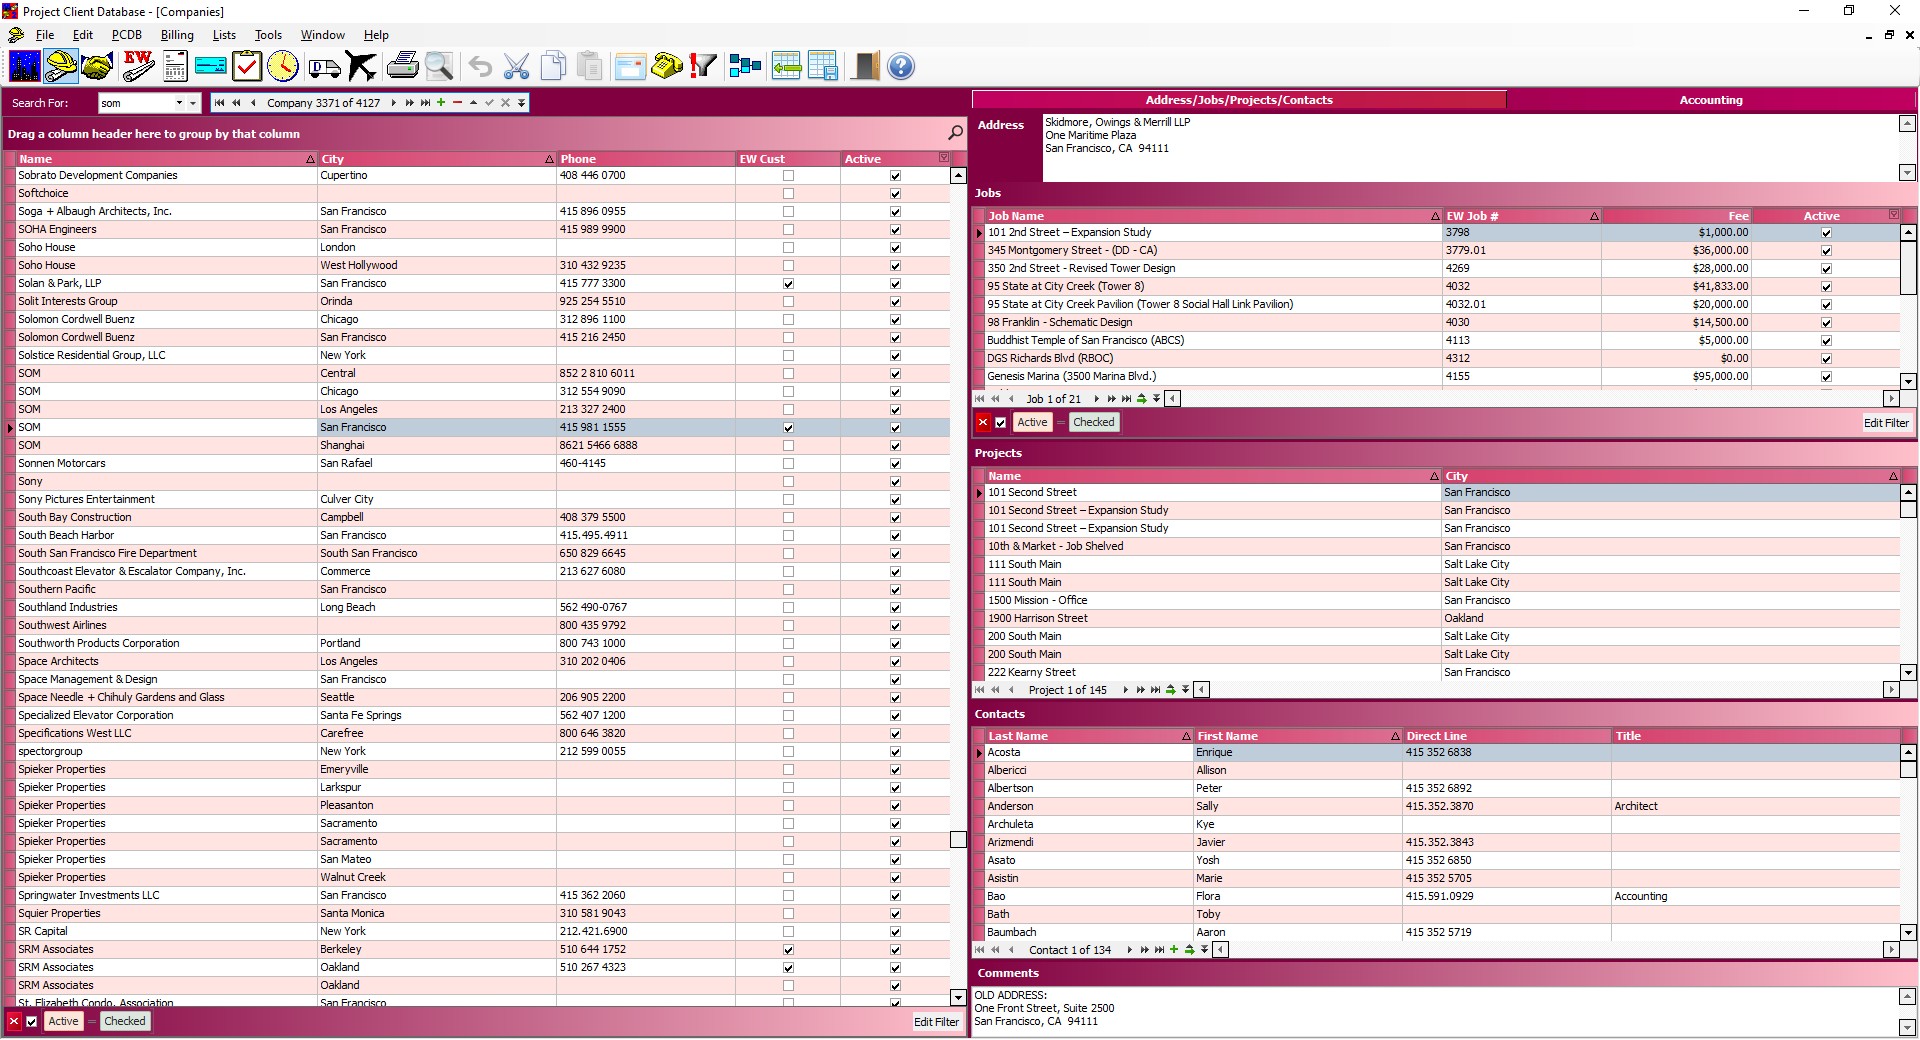 Project Client Database - [Companies]
File Edit PCDB Billing Lists Tools Window Help
EW
D
Search For: som Company 3371 of 4127
Drag a column header here to group by that column
Name City Phone EW Cust Active
Sobrato Development Companies Cupertino 408 446 0700
Softchoice
Soga + Albaugh Architects, Inc. San Francisco 415 896 0955
SOHA Engineers San Francisco 415 989 9900
Soho House London
Soho House West Hollywood 310 432 9235
Solan & Park, LLP San Francisco 415 777 3300
Solit Interests Group Orinda 925 254 5510
Solomon Cordwell Buenz Chicago 312 896 1100
Solomon Cordwell Buenz San Francisco 415 216 2450
Solstice Residential Group, LLC New York
SOM Central 852 2 810 6011
SOM Chicago 312 554 9090
SOM Los Angeles 213 327 2400
SOM San Francisco 415 981 1555
SOM Shanghai 8621 5466 6888
Sonnen Motorcars San Rafael 460-4145
Sony
Sony Pictures Entertainment Culver City
South Bay Construction Campbell 408 379 5500
South Beach Harbor San Francisco 415.495.4911
South San Francisco Fire Department South San Francisco 650 829 6645
Southcoast Elevator & Escalator Company, Inc. Commerce 213 627 6080
Southern Pacific San Francisco
Southland Industries Long Beach 562 490-0767
Southwest Airlines 800 435 9792
Southworth Products Corporation Portland 800 743 1000
Space Architects Los Angeles 310 202 0406
Space Management & Design San Francisco
Space Needle + Chihuly Gardens and Glass Seattle 206 905 2200
Specialized Elevator Corporation Santa Fe Springs 562 407 1200
Specifications West LLC Carefree 800 646 3820
spectorgroup New York 212 599 0055
Spieker Properties Emeryville
Spieker Properties Larkspur
Spieker Properties Pleasanton
Spieker Properties Sacramento
Spieker Properties Sacramento
Spieker Properties San Mateo
Spieker Properties Walnut Creek
Springwater Investments LLC San Francisco 415 362 2060
Squier Properties Santa Monica 310 581 9043
SR Capital New York 212.421.6900
SRM Associates Berkeley 510 644 1752
SRM Associates Oakland 510 267 4323
SRM Associates Oakland
St. Elizabeth Condo. Association San Francisco
Active = Checked Edit Filter
Address/Jobs/Projects/Contacts Accounting
Address Skidmore, Owings & Merrill LLP
One Maritime Plaza
San Francisco, CA 94111
Jobs
Job Name EW Job # Fee Active
101 2nd Street – Expansion Study 3798 $1,000.00
345 Montgomery Street - (DD - CA) 3779.01 $36,000.00
350 2nd Street - Revised Tower Design 4269 $28,000.00
95 State at City Creek (Tower 8) 4032 $41,833.00
95 State at City Creek Pavilion (Tower 8 Social Hall Link Pavilion) 4032.01 $20,000.00
98 Franklin - Schematic Design 4030 $14,500.00
Buddhist Temple of San Francisco (ABCS) 4113 $5,000.00
DGS Richards Blvd (RBOC) 4312 $0.00
Genesis Marina (3500 Marina Blvd.) 4155 $95,000.00
Job 1 of 21
Active = Checked Edit Filter
Projects
Name City
101 Second Street San Francisco
101 Second Street – Expansion Study San Francisco
101 Second Street – Expansion Study San Francisco
10th & Market - Job Shelved San Francisco
111 South Main Salt Lake City
111 South Main Salt Lake City
1500 Mission - Office San Francisco
1900 Harrison Street Oakland
200 South Main Salt Lake City
200 South Main Salt Lake City
222 Kearny Street San Francisco
Project 1 of 145
Contacts
Last Name First Name Direct Line Title
Acosta Enrique 415 352 6838
Albericci Allison
Albertson Peter 415 352 6892
Anderson Sally 415.352.3870 Architect
Archuleta Kye
Arizmendi Javier 415.352.3843
Asato Yosh 415 352 6850
Asistin Marie 415 352 5705
Bao Flora 415.591.0929 Accounting
Bath Toby
Baumbach Aaron 415 352 5719
Contact 1 of 134
Comments
OLD ADDRESS:
One Front Street, Suite 2500
San Francisco, CA 94111